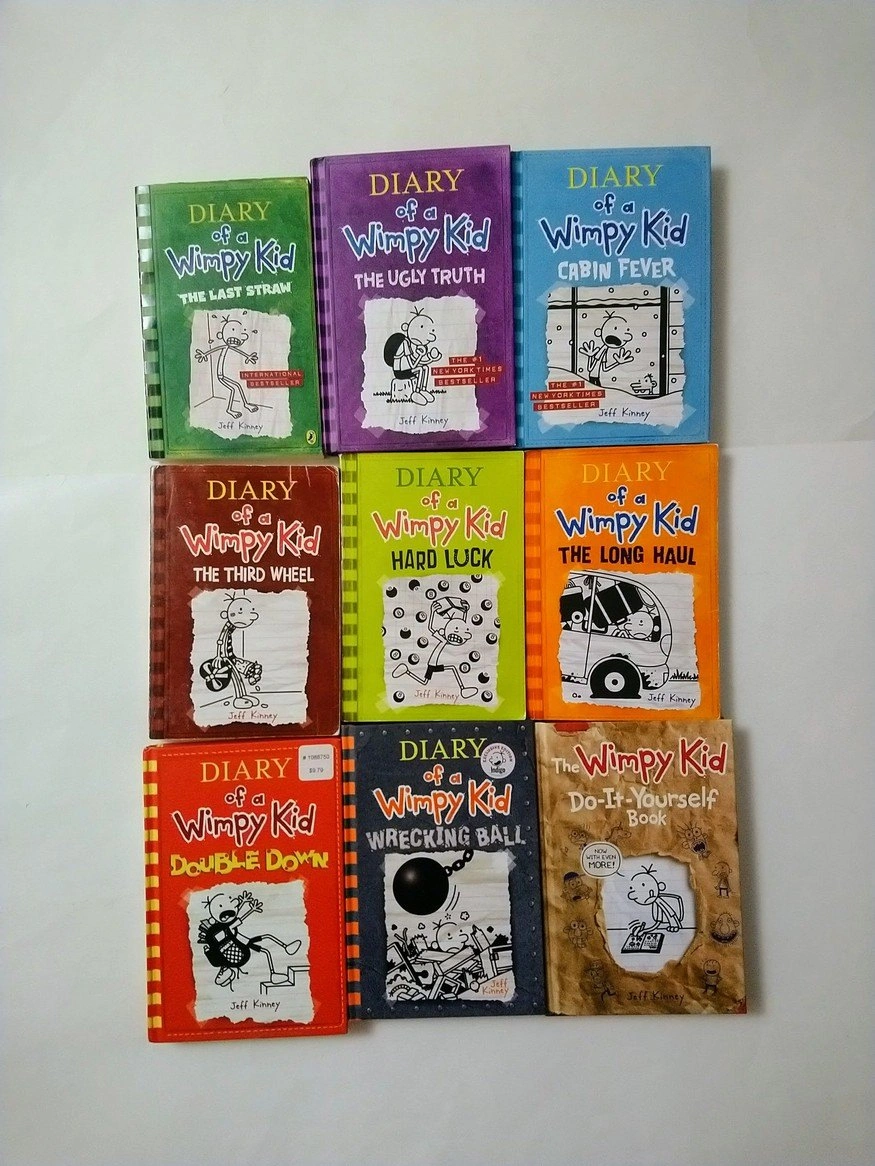 DIARY
of a
Wimpy Kid
THE LAST STRAW
INTERNATIONAL
BESTSELLER
Jeff Kinney
DIARY
of a
Wimpy Kid
THE UGLY TRUTH
THE #1
NEW YORK TIMES
BESTSELLER
Jeff Kinney
DIARY
of a
Wimpy Kid
CABIN FEVER
THE #1
NEW YORK TIMES
BESTSELLER
Jeff Kinney
DIARY
of a
Wimpy Kid
THE THIRD WHEEL
Jeff Kinney
DIARY
of a
Wimpy Kid
HARD LUCK
Jeff Kinney
DIARY
of a
Wimpy Kid
THE LONG HAUL
Jeff Kinney
DIARY
of a
Wimpy Kid
DOUBLE DOWN
$9.79
Jeff Kinney
DIARY
of a
Wimpy Kid
WRECKING BALL
EXCLUSIVE EDITION
Indigo
Jeff
Kinney
The Wimpy Kid
Do-It-Yourself
Book
NOW
WITH EVEN
MORE!
Jeff Kinney